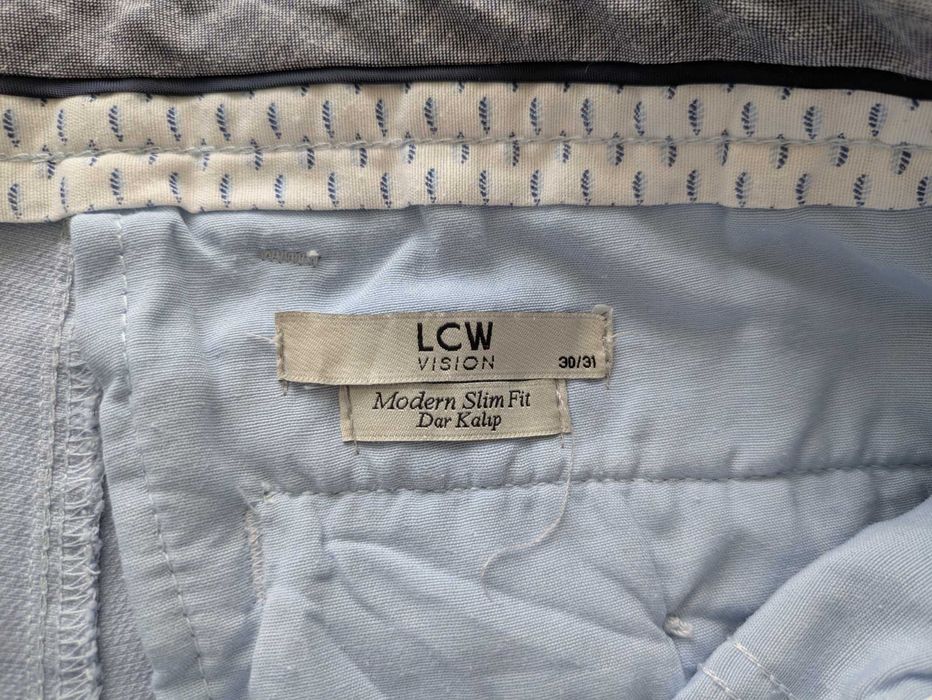 LCW
VISION
30/31
Modern Slim Fit
Dar Kalıp